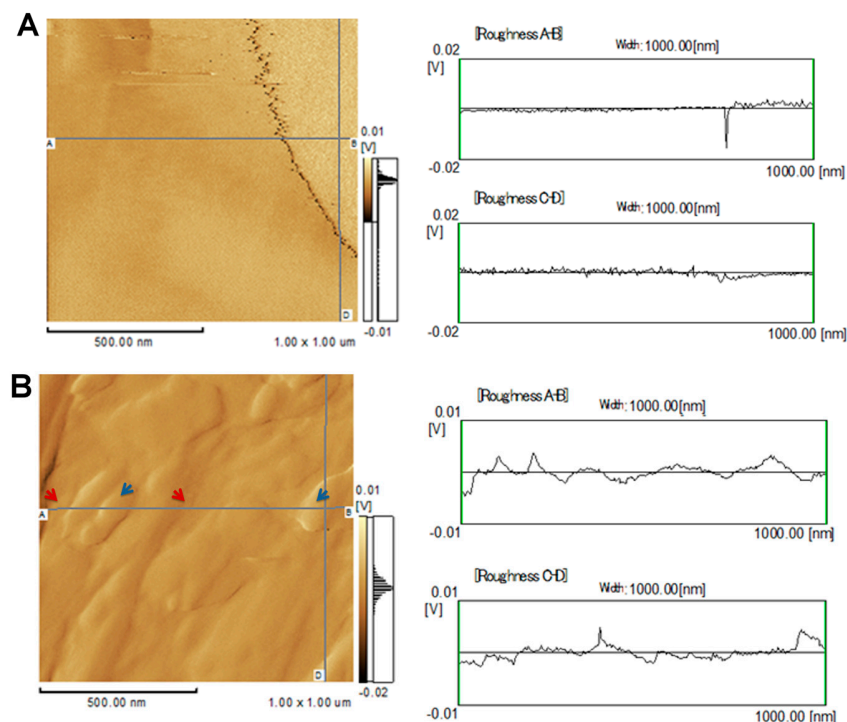 A
[Roughness A-B]
Width: 1000.00 [nm]
0.02
[V]
-0.02
1000.00 [nm]
A
B
D
0.01
[V]
-0.01
500.00 nm
1.00 x 1.00 um
[Roughness C-D]
Width: 1000.00[nm]
0.02
[V]
-0.02
1000.00 [nm]
B
[Roughness A-B]
Width: 1000.00[nm]
0.01
[V]
-0.01
1000.00 [nm]
A
B
D
0.01
[V]
-0.02
500.00 nm
1.00 x 1.00 um
[Roughness C-D]
Width: 1000.00[nm]
0.01
[V]
-0.01
1000.00 [nm]